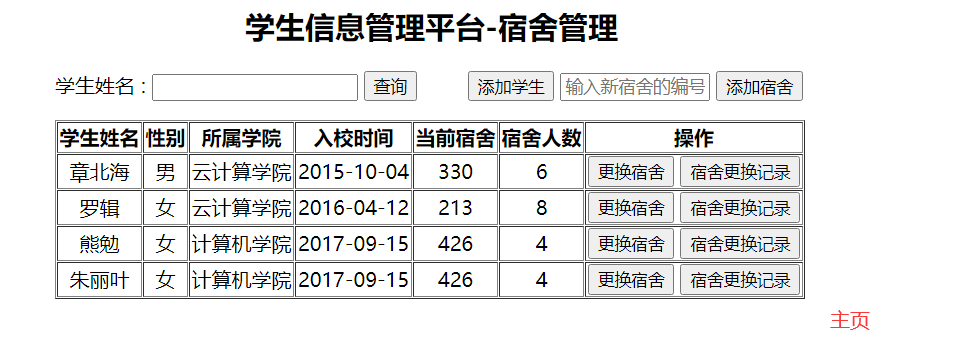 学生信息管理平台-宿舍管理
学生姓名 : 查询 添加学生 输入新宿舍的编号 添加宿舍
学生姓名 性别 所属学院 入校时间 当前宿舍 宿舍人数 操作
章北海 男 云计算学院 2015-10-04 330 6 更换宿舍 宿舍更换记录
罗辑 女 云计算学院 2016-04-12 213 8 更换宿舍 宿舍更换记录
熊勉 女 计算机学院 2017-09-15 426 4 更换宿舍 宿舍更换记录
朱丽叶 女 计算机学院 2017-09-15 426 4 更换宿舍 宿舍更换记录
主页